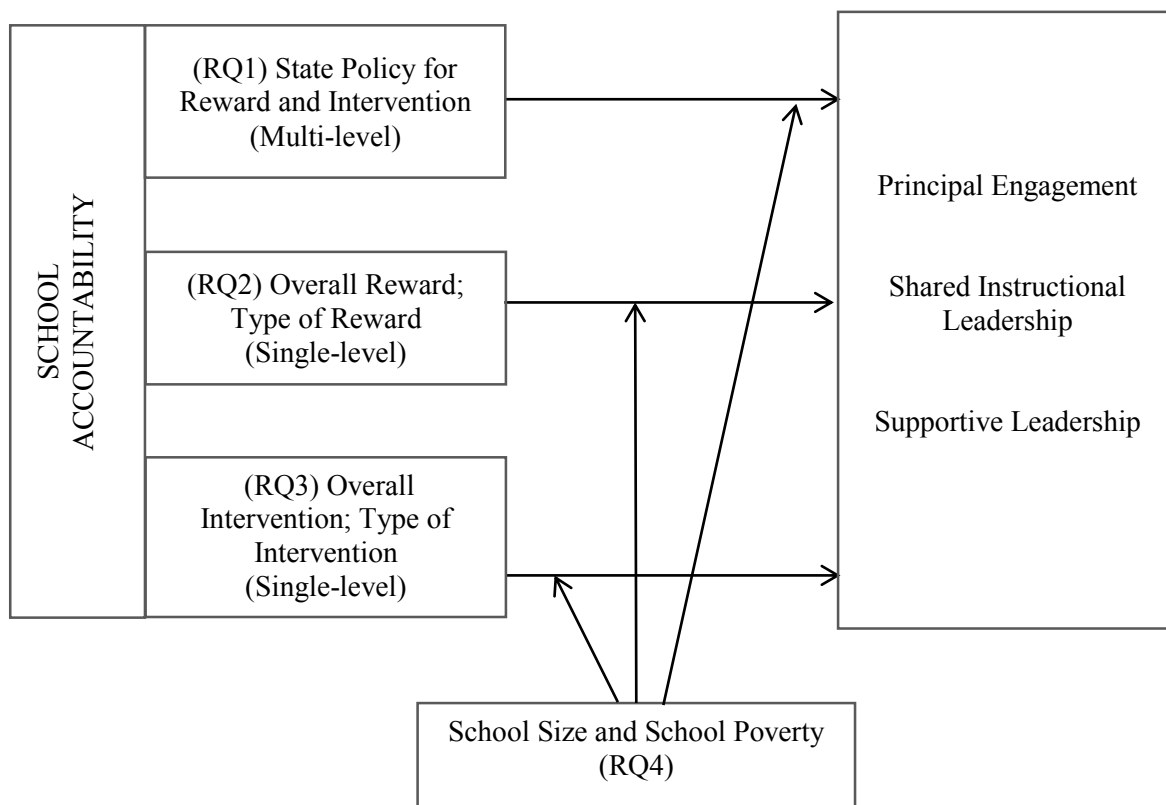 SCHOOL
ACCOUNTABILITY
(RQ1) State Policy for
Reward and Intervention
(Multi-level)
(RQ2) Overall Reward;
Type of Reward
(Single-level)
(RQ3) Overall
Intervention; Type of
Intervention
(Single-level)
Principal Engagement
Shared Instructional
Leadership
Supportive Leadership
School Size and School Poverty
(RQ4)